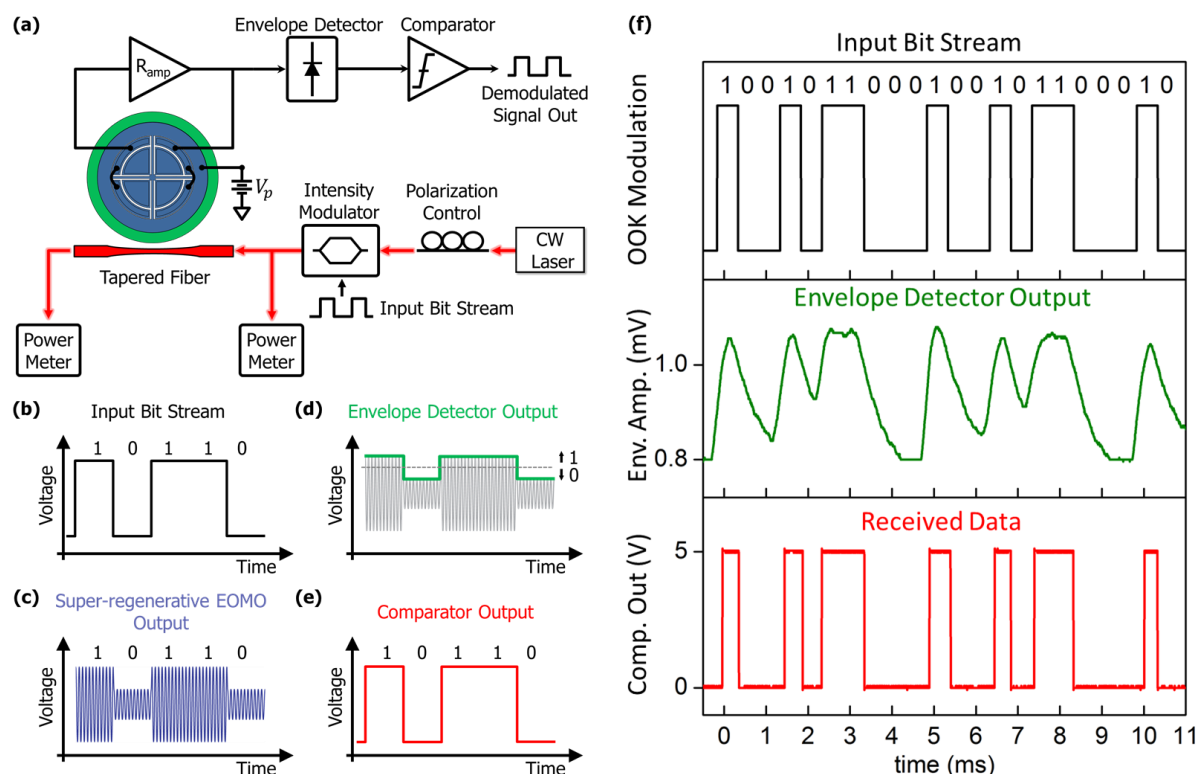 (a)
Envelope Detector
Comparator
Ramp
Demodulated
Signal Out
Vp
Intensity
Modulator
Polarization
Control
CW
Laser
Tapered Fiber
Input Bit Stream
Power
Meter
Power
Meter
(b)
Input Bit Stream
1 0 1 1 0
Voltage
Time
(d)
Envelope Detector Output
1
0
Voltage
Time
(c)
Super-regenerative EOMO
Output
1 0 1 1 0
Voltage
Time
(e)
Comparator Output
1 0 1 1 0
Voltage
Time
(f)
Input Bit Stream
1 0 0 1 0 1 1 0 0 0 1 0 0 1 0 1 1 0 0 0 1 0
OOK Modulation
Envelope Detector Output
Env. Amp. (mV)
1.0
0.8
Received Data
Comp. Out (V)
5
0
0 1 2 3 4 5 6 7 8 9 10 11
time (ms)